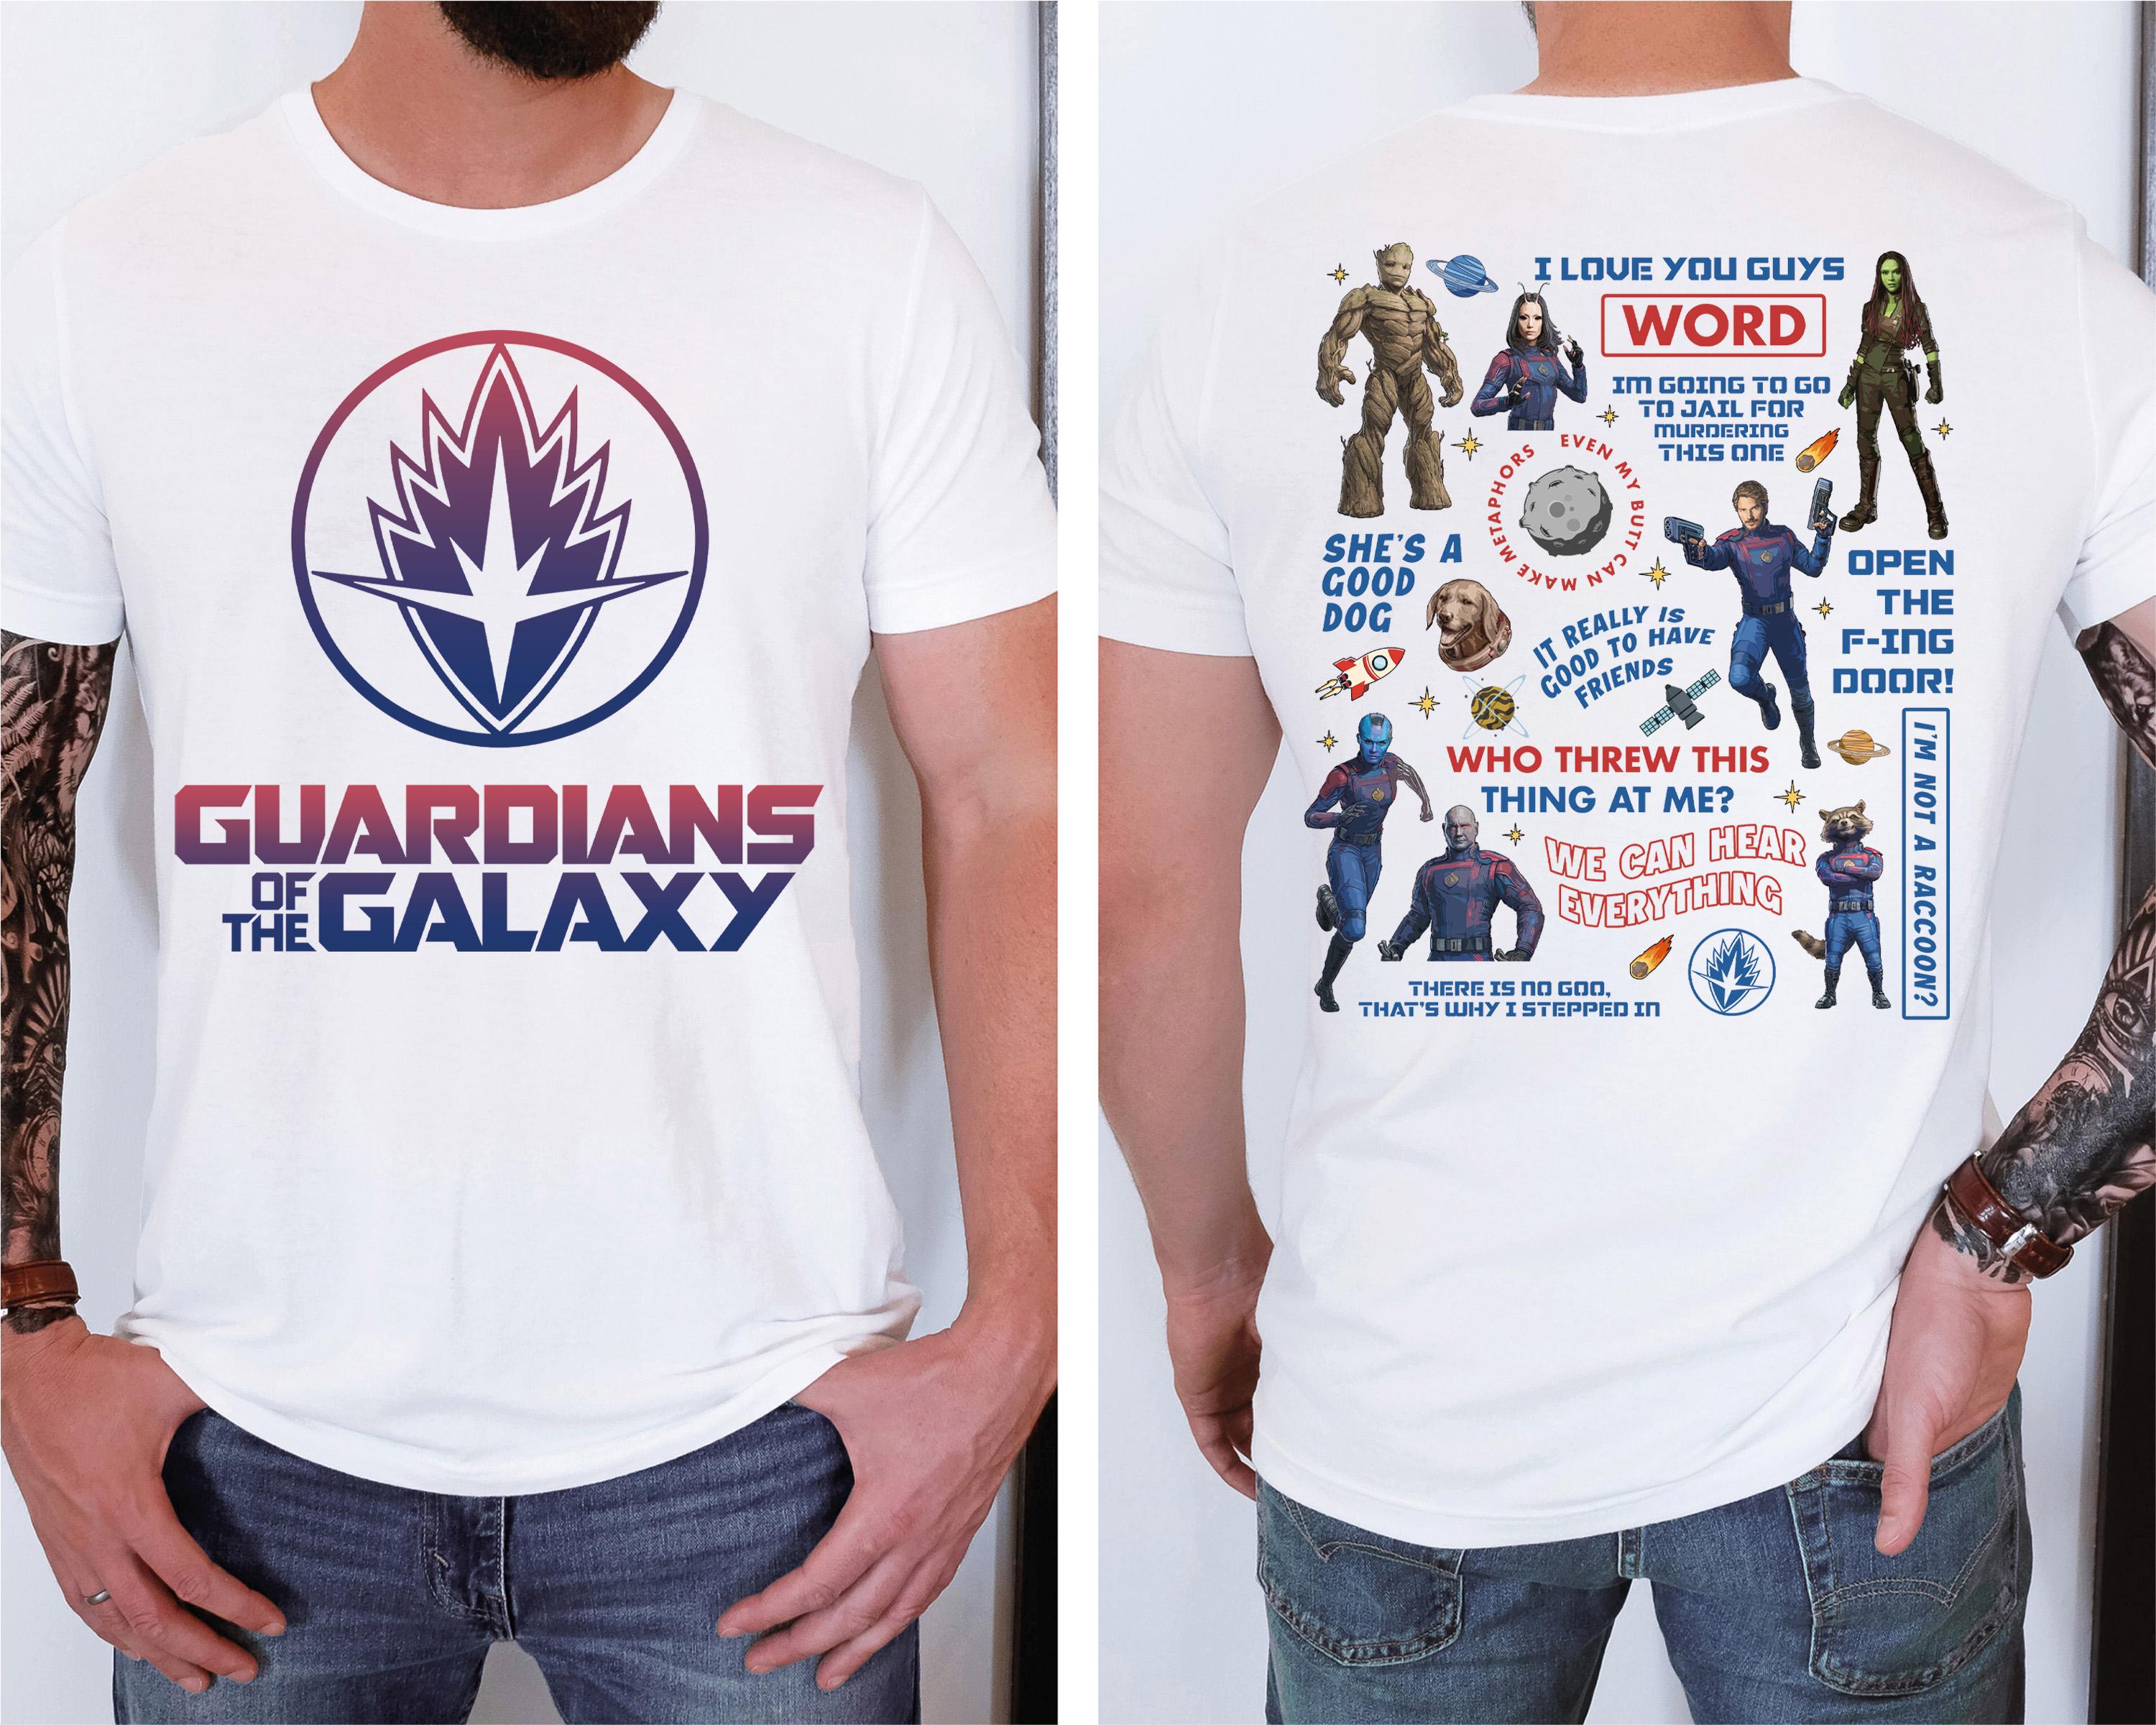 GUARDIANS
OF
THE GALAXY
I LOVE YOU GUYS
WORD
IM GOING TO GO
TO JAIL FOR
MURDERING
THIS ONE
EVEN MY BUTT CAN MAKE METAPHORS
SHE'S A
GOOD
DOG
IT REALLY IS
GOOD TO HAVE
FRIENDS
OPEN
THE
F-ING
DOOR!
WHO THREW THIS
THING AT ME?
WE CAN HEAR
EVERYTHING
I'M NOT A RACCOON?
THERE IS NO GOD,
THAT'S WHY I STEPPED IN